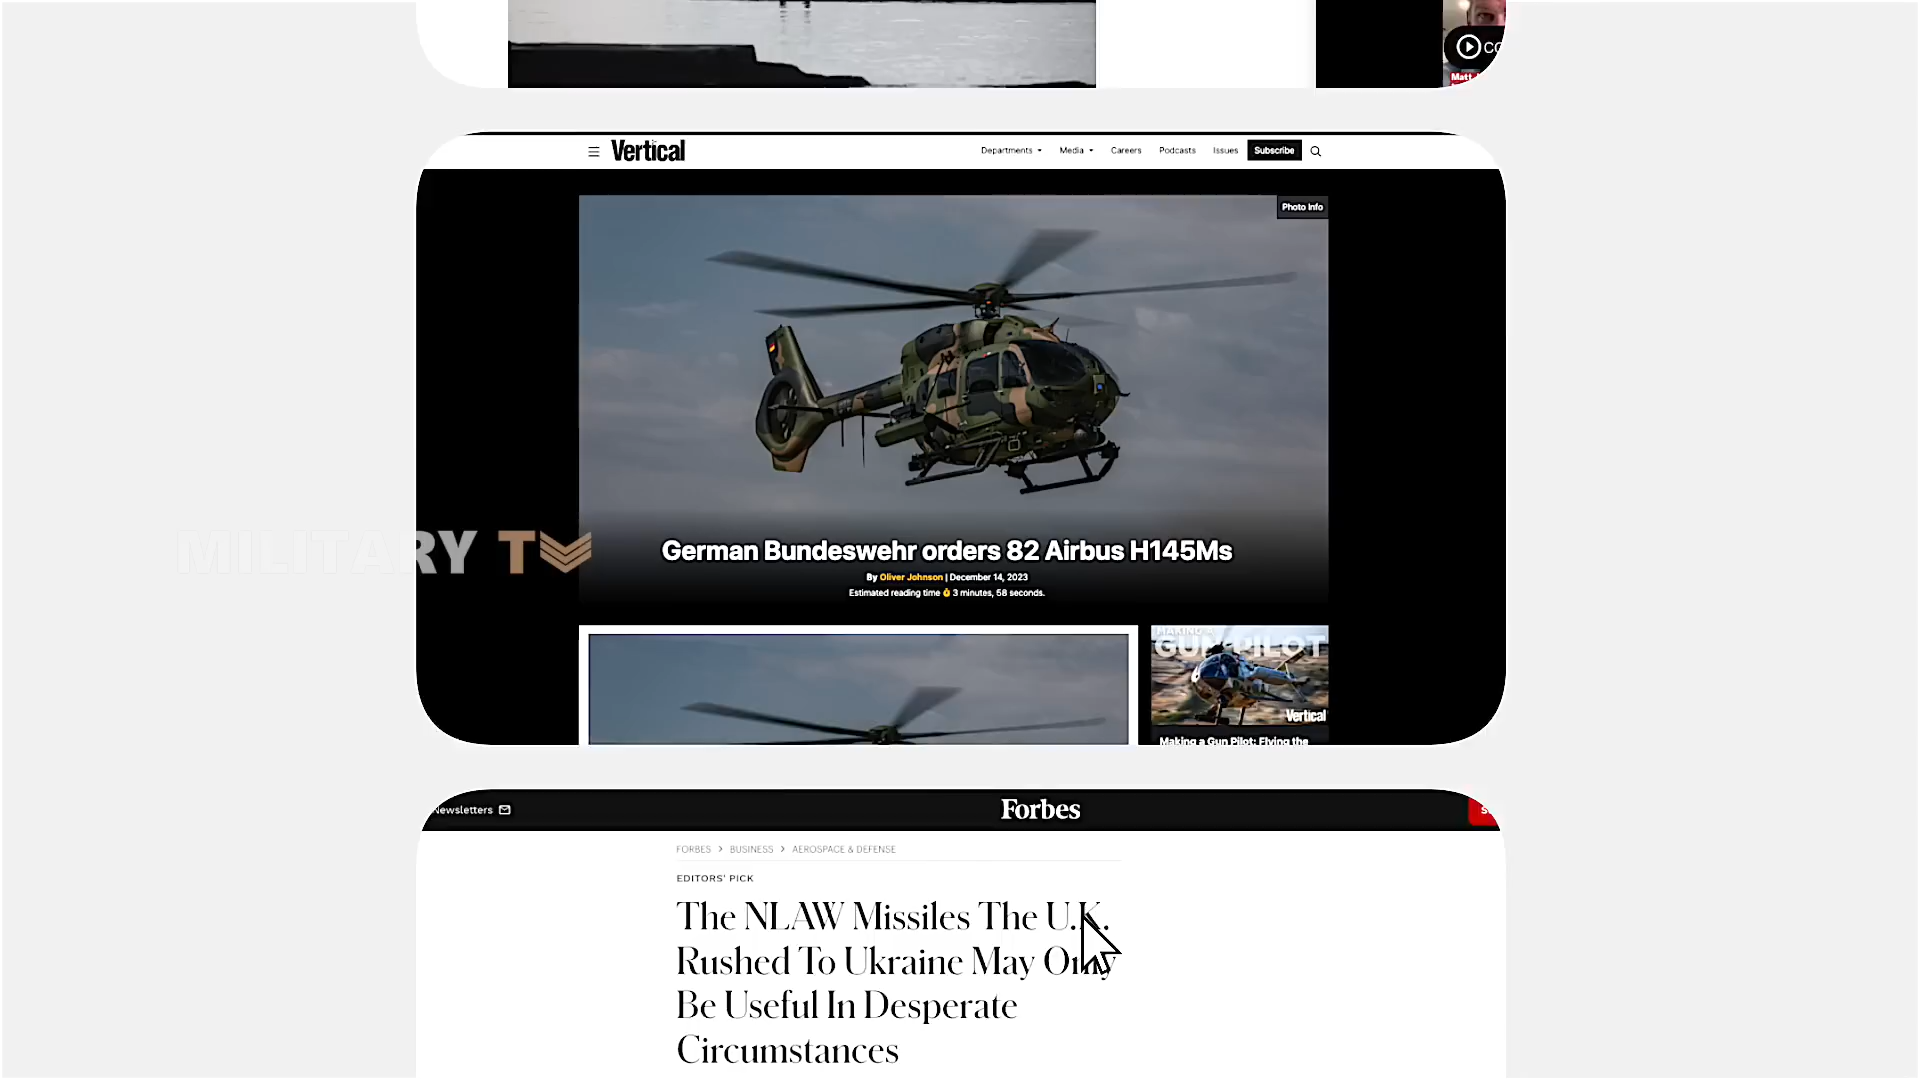 Vertical
Departments
Media
Careers
Podcasts
Issues
Subscribe
Photo Info
MILITARY TV
German Bundeswehr orders 82 Airbus H145Ms
By Oliver Johnson | December 14, 2023
Estimated reading time 3 minutes, 58 seconds.
GUN PILOT
Vertical
Making a Gun Pilot: Flying the
Newsletters
Forbes
FORBES > BUSINESS > AEROSPACE & DEFENSE
EDITORS' PICK
The NLAW Missiles The U.K.
Rushed To Ukraine May Only
Be Useful In Desperate
Circumstances